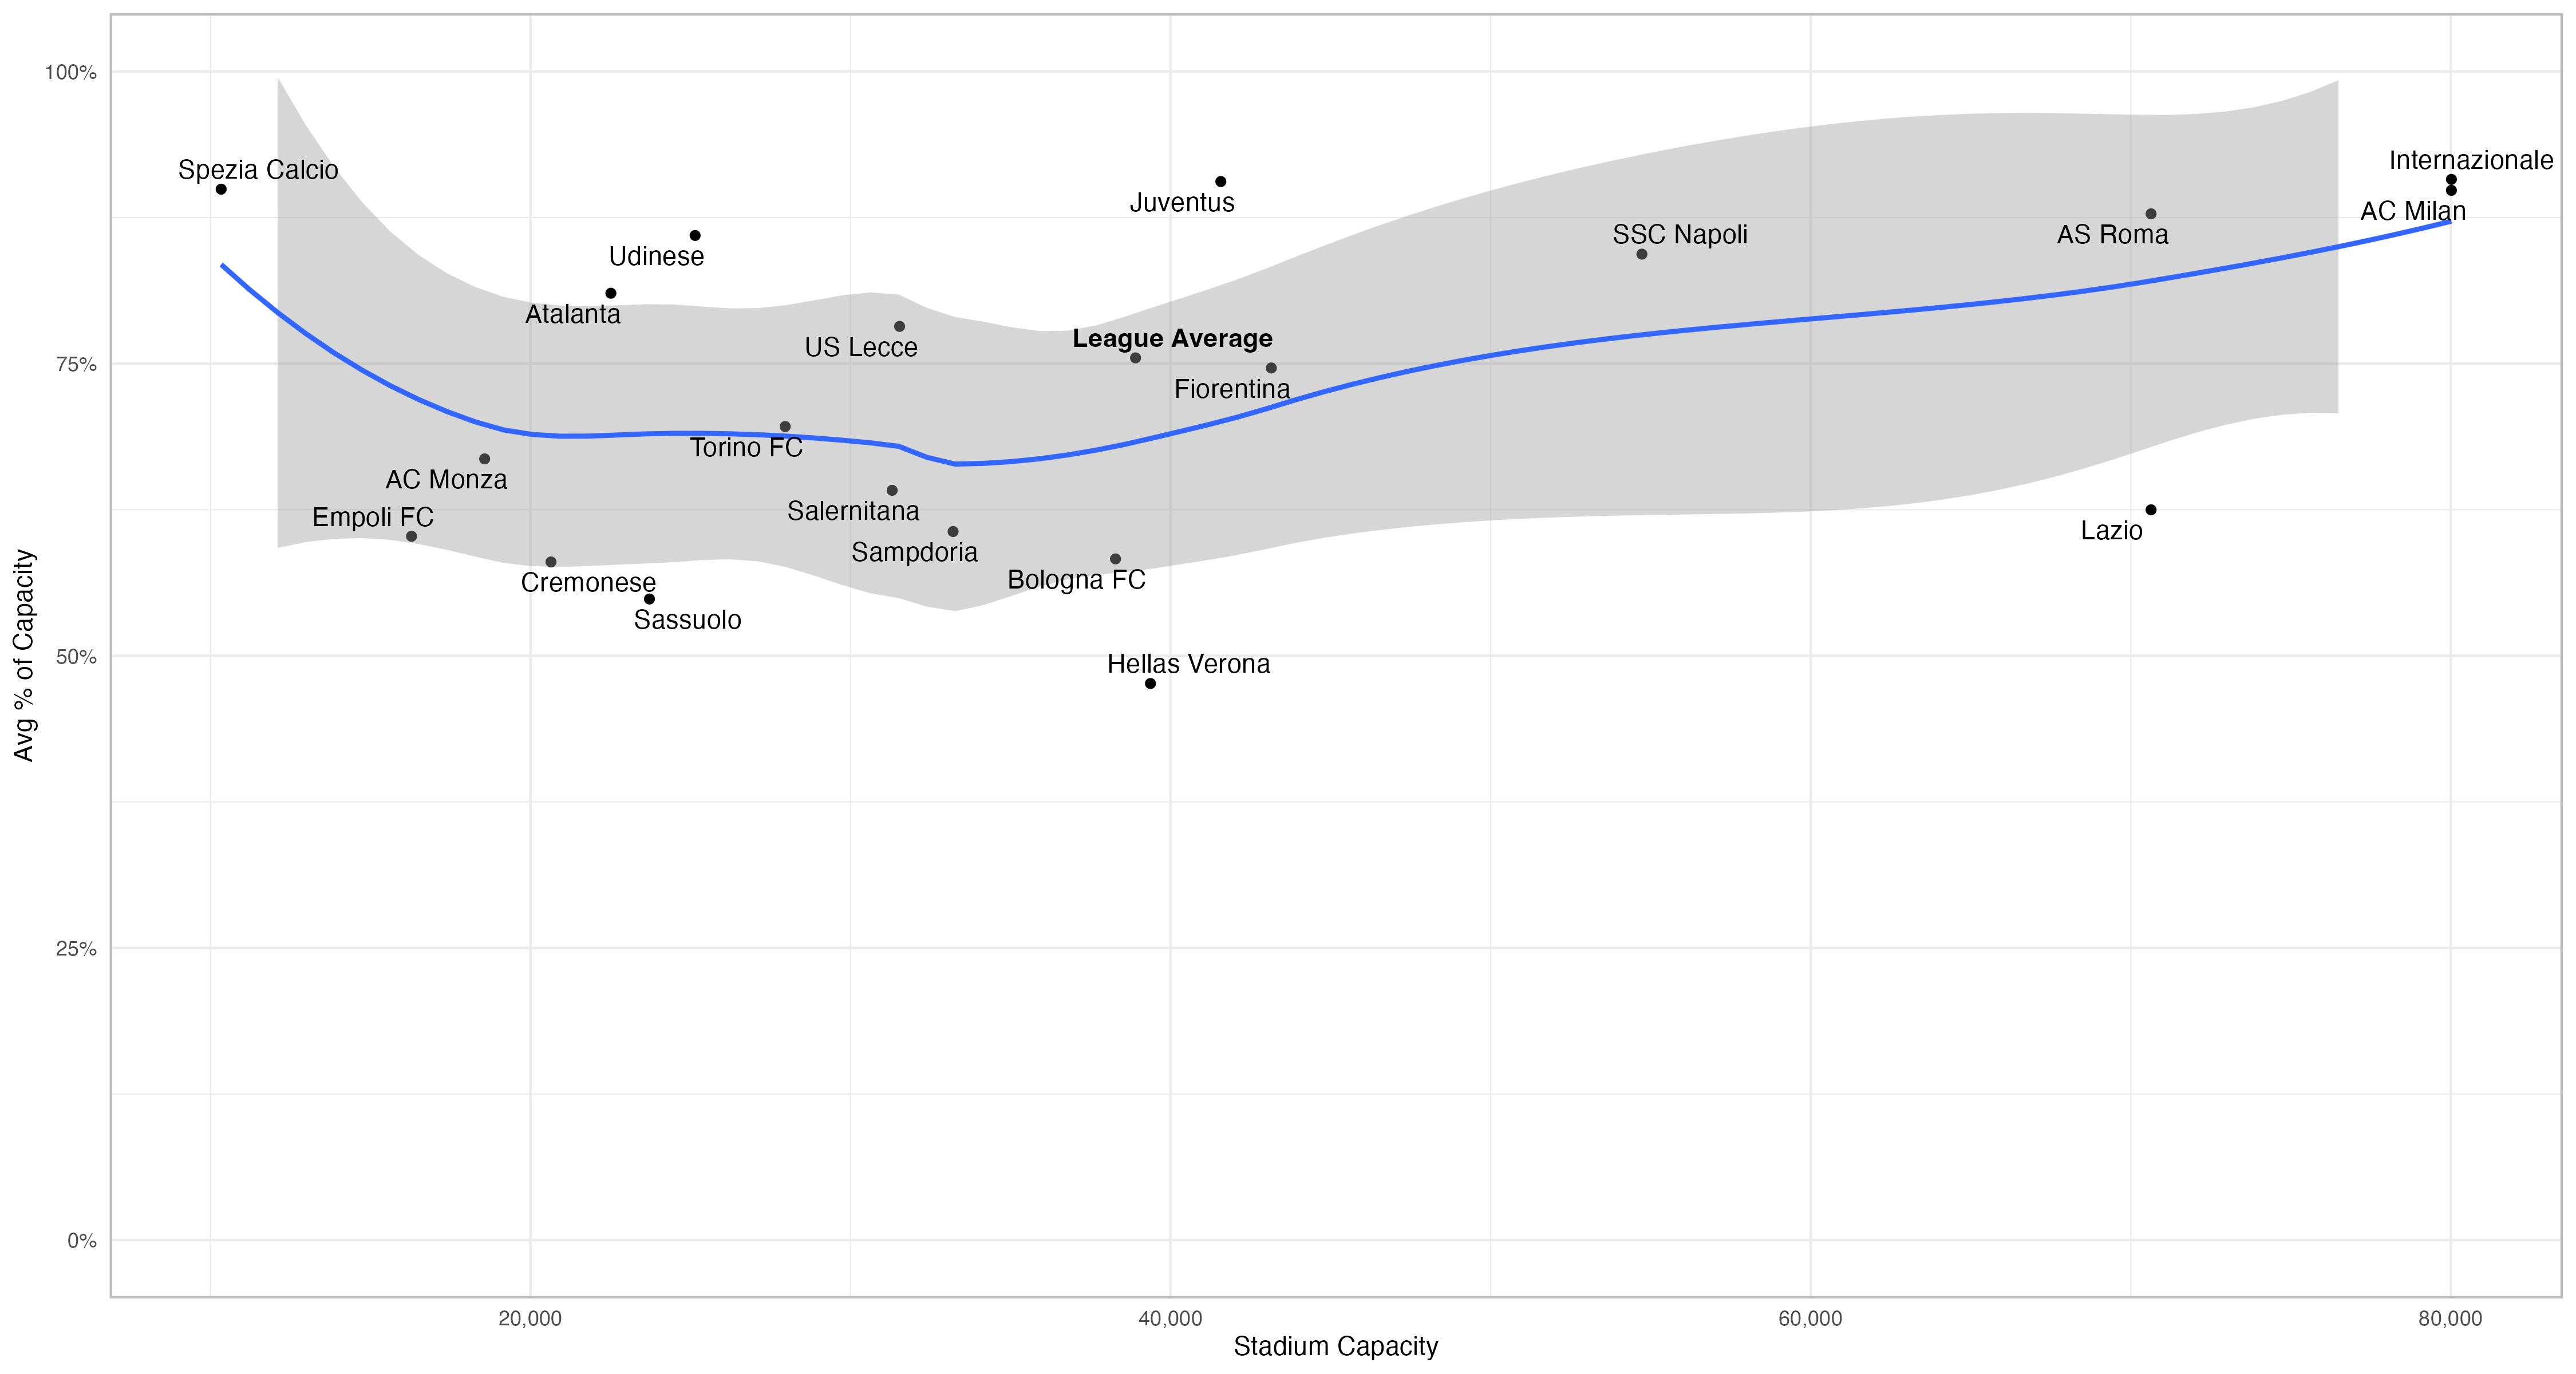 100%
75%
50%
25%
0%
Avg % of Capacity
Spezia Calcio
Udinese
Atalanta
Juventus
Internazionale
AC Milan
SSC Napoli
AS Roma
US Lecce
League Average
Fiorentina
Torino FC
AC Monza
Empoli FC
Salernitana
Sampdoria
Cremonese
Sassuolo
Bologna FC
Lazio
Hellas Verona
20,000
40,000
60,000
80,000
Stadium Capacity